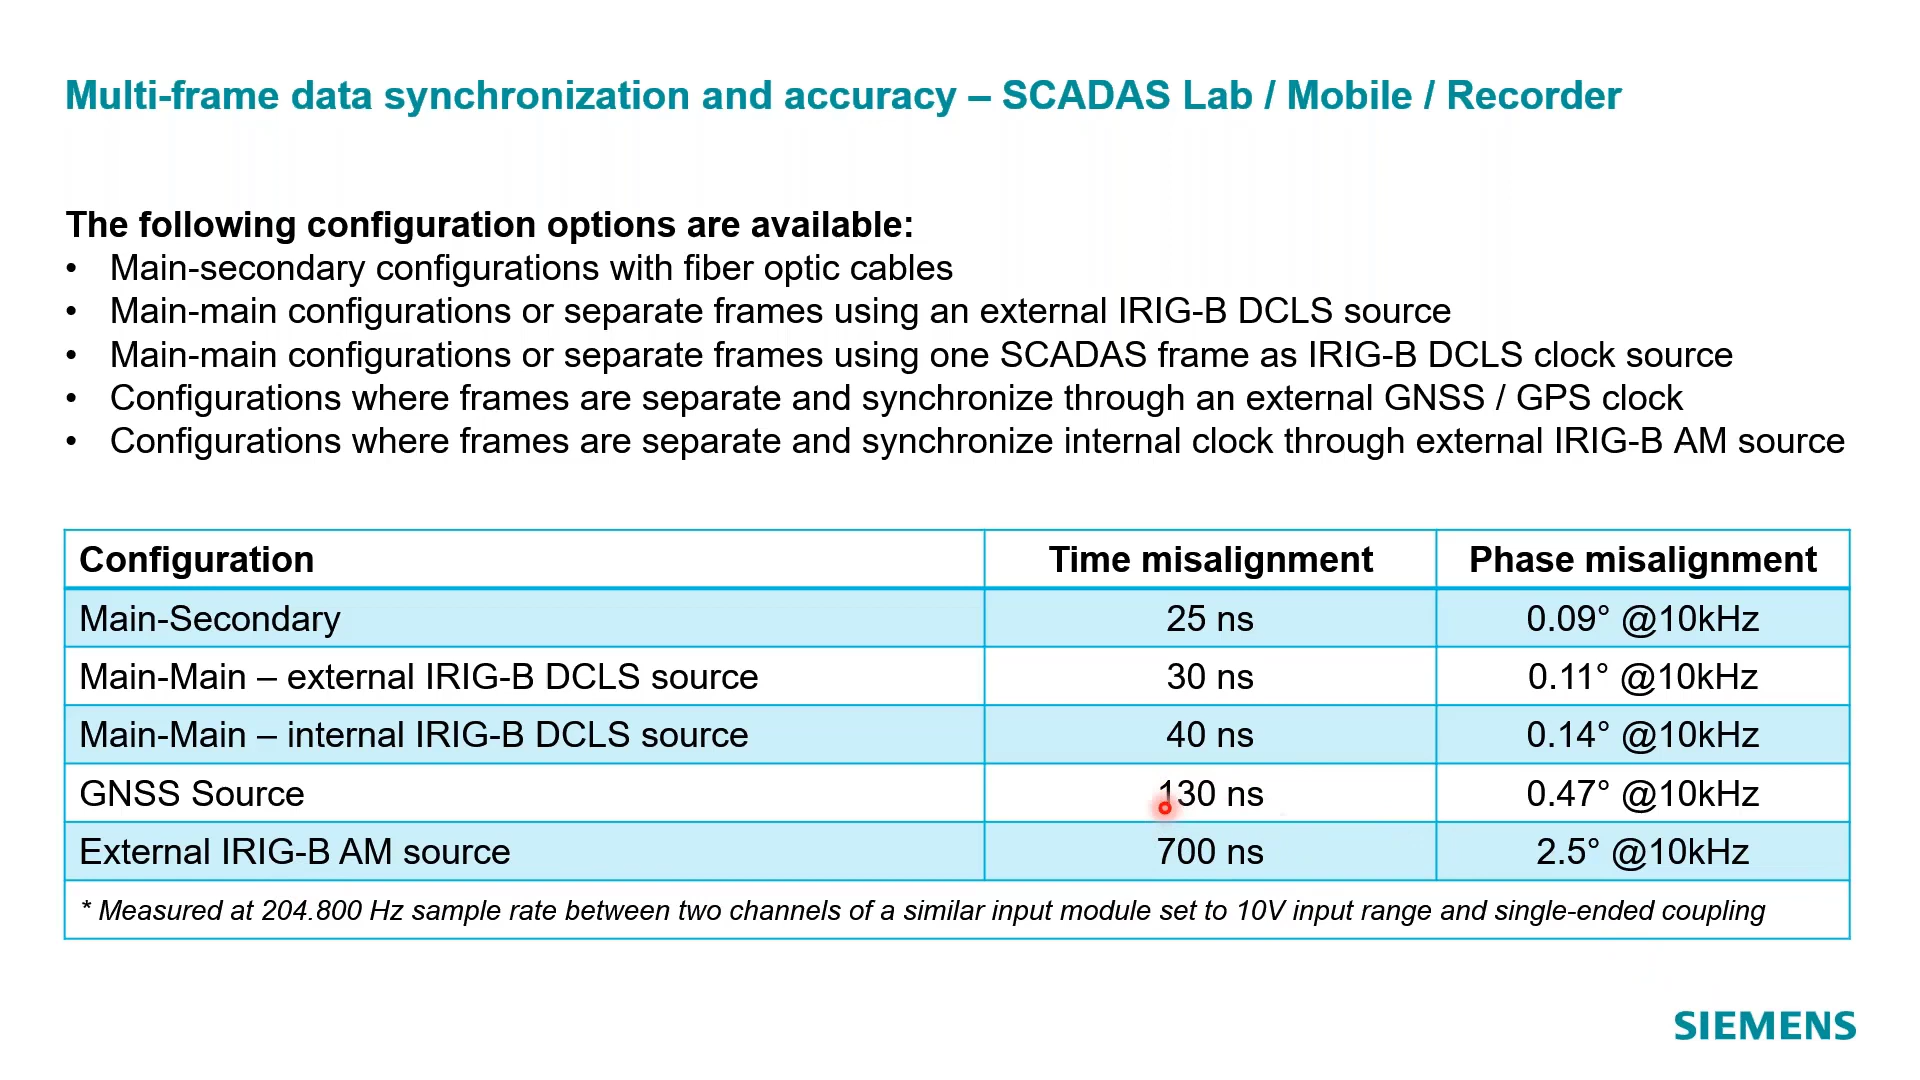 Multi-frame data synchronization and accuracy – SCADAS Lab / Mobile / Recorder
The following configuration options are available:
• Main-secondary configurations with fiber optic cables
• Main-main configurations or separate frames using an external IRIG-B DCLS source
• Main-main configurations or separate frames using one SCADAS frame as IRIG-B DCLS clock source
• Configurations where frames are separate and synchronize through an external GNSS / GPS clock
• Configurations where frames are separate and synchronize internal clock through external IRIG-B AM source
Configuration Time misalignment Phase misalignment
Main-Secondary 25 ns 0.09° @10kHz
Main-Main – external IRIG-B DCLS source 30 ns 0.11° @10kHz
Main-Main – internal IRIG-B DCLS source 40 ns 0.14° @10kHz
GNSS Source 130 ns 0.47° @10kHz
External IRIG-B AM source 700 ns 2.5° @10kHz
* Measured at 204.800 Hz sample rate between two channels of a similar input module set to 10V input range and single-ended coupling
SIEMENS